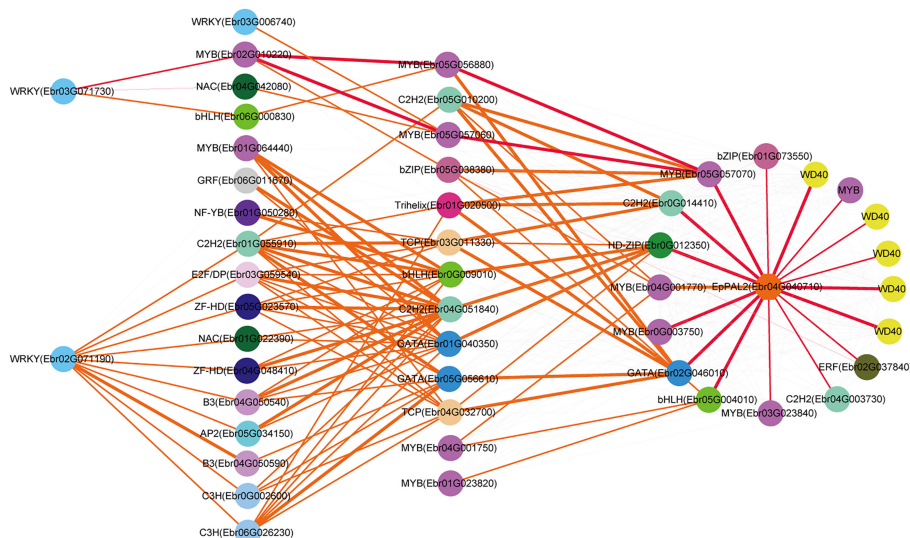 WRKY(Ebr03G071730)
WRKY(Ebr02G071190)
WRKY(Ebr03G006740)
MYB(Ebr02G010220)
NAC(Ebr04G042080)
bHLH(Ebr06G000830)
MYB(Ebr01G064440)
GRF(Ebr06G011670)
NF-YB(Ebr01G050280)
C2H2(Ebr01G055910)
E2F/DP(Ebr03G059540)
ZF-HD(Ebr05G023570)
NAC(Ebr01G022390)
ZF-HD(Ebr04G048410)
B3(Ebr04G050540)
AP2(Ebr05G034150)
B3(Ebr04G050590)
C3H(Ebr0G002600)
C3H(Ebr06G026230)
MYB(Ebr05G056880)
C2H2(Ebr05G010200)
MYB(Ebr05G057060)
bZIP(Ebr05G038380)
Trihelix(Ebr01G020500)
TCP(Ebr03G011330)
bHLH(Ebr0G009010)
C2H2(Ebr04G051840)
GATA(Ebr01G040350)
GATA(Ebr05G056610)
TCP(Ebr04G032700)
MYB(Ebr04G001750)
MYB(Ebr01G023820)
MYB(Ebr05G057070)
C2H2(Ebr0G014410)
HD-ZIP(Ebr0G012350)
MYB(Ebr04G001770)
MYB(Ebr0G003750)
GATA(Ebr02G046010)
bHLH(Ebr05G004010)
MYB(Ebr03G023840)
C2H2(Ebr04G003730)
ERF(Ebr02G037840
EpPAL2(Ebr04G040710)
bZIP(Ebr01G073550)
WD40
MYB
WD40
WD40
WD40
WD40